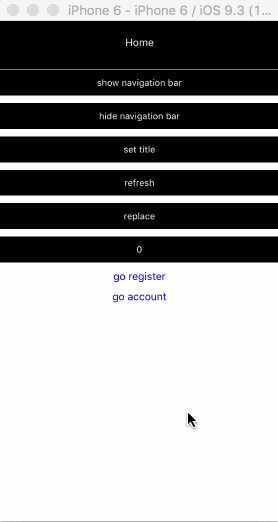 iPhone 6 - iPhone 6 / iOS 9.3 (1...
Home
show navigation bar
hide navigation bar
set title
refresh
replace
0
go register
go account